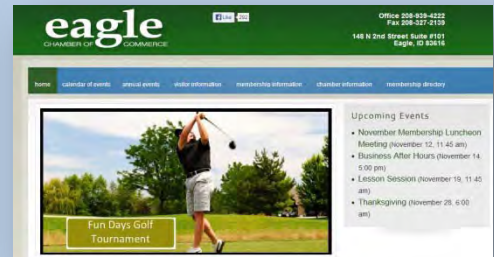 eagle
CHAMBER OF COMMERCE
Like 292
Office 208-939-4222
Fax 208-327-2139
148 N 2nd Street Suite #101
Eagle, ID 83616
home calendar of events annual events visitor information membership information chamber information membership directory
Fun Days Golf
Tournament
Upcoming Events
• November Membership Luncheon
Meeting (November 12, 11:45 am)
• Business After Hours (November 14,
5:00 pm)
• Lesson Session (November 19, 11:45
am)
• Thanksgiving (November 28, 6:00
am)